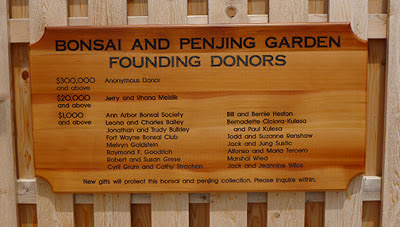 BONSAI AND PENJING GARDEN
FOUNDING DONORS
$300,000
and above
Anonymous Donor
$20,000
and above
Jerry and Rhona Meislik
$1,000
and above
Ann Arbor Bonsai Society
Leona and Charles Bailey
Jonathan and Trudy Bulkley
Fort Wayne Bonsai Club
Melvyn Goldstein
Raymond F. Goodrich
Robert and Susan Grese
Cyril Grum and Cathy Strachan
Bill and Bernie Heston
Bernadette Ciciora-Kulesa
and Paul Kulesa
Todd and Suzanne Renshaw
Jack and Jung Sustic
Alfonso and Maria Tercero
Marshal Wied
Jack and Jeannine Wikle
New gifts will protect this bonsai and penjing collection. Please inquire within.